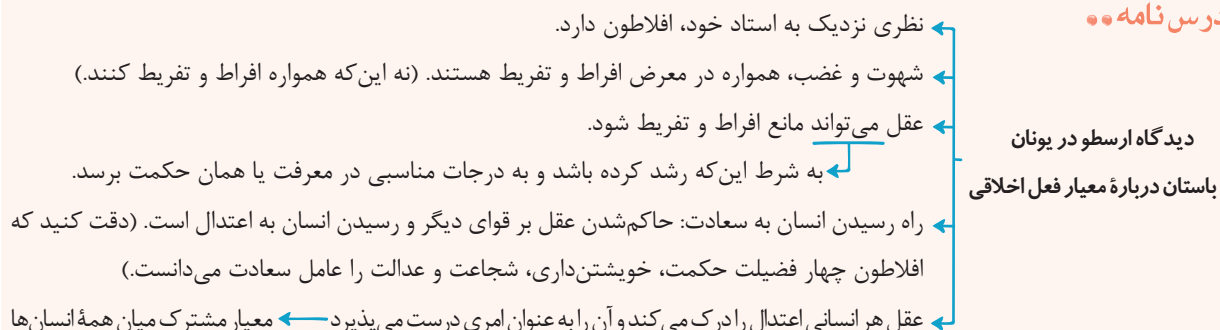 درس‌نامه
دیدگاه ارسطو در یونان
باستان دربارهٔ معیار فعل اخلاقی
نظری نزدیک به استاد خود، افلاطون دارد.
شهوت و غضب، همواره در معرض افراط و تفریط هستند. (نه این‌که همواره افراط و تفریط کنند.)
عقل می‌تواند مانع افراط و تفریط شود.
به شرط این‌که رشد کرده باشد و به درجات مناسبی در معرفت یا همان حکمت برسد.
راه رسیدن انسان به سعادت: حاکم‌شدن عقل بر قوای دیگر و رسیدن انسان به اعتدال است. (دقت کنید که
افلاطون چهار فضیلت حکمت، خویشتن‌داری، شجاعت و عدالت را عامل سعادت می‌دانست.)
عقل هر انسانی اعتدال را درک می‌کند و آن را به عنوان امری درست می‌پذیرد ← معیار مشترک میان همهٔ انسان‌ها